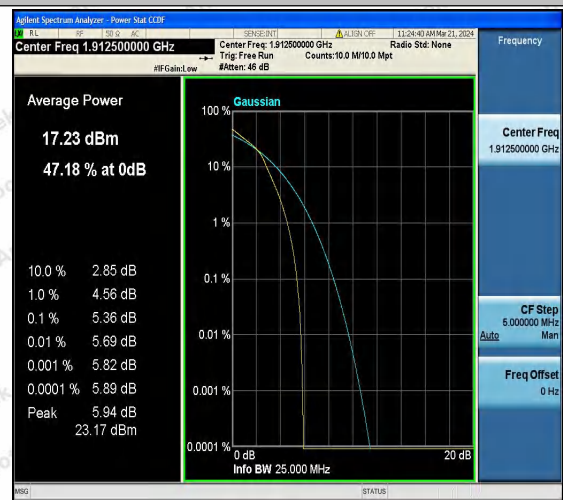 Agilent Spectrum Analyzer - Power Stat CCDF
RL RF 50 Ω AC SENSE:INT ALIGN OFF 11:24:40 AM Mar 21, 2024
Center Freq 1.912500000 GHz
Center Freq: 1.912500000 GHz
Radio Std: None
Trig: Free Run
Counts:10.0 M/10.0 Mpt
#IFGain:Low
#Atten: 46 dB
Frequency
Average Power
17.23 dBm
47.18 % at 0dB
10.0 % 2.85 dB
1.0 % 4.56 dB
0.1 % 5.36 dB
0.01 % 5.69 dB
0.001 % 5.82 dB
0.0001 % 5.89 dB
Peak 5.94 dB
23.17 dBm
Gaussian
100 %
10 %
1 %
0.1 %
0.01 %
0.001 %
0.0001 %
0 dB
20 dB
Info BW 25.000 MHz
Center Freq
1.912500000 GHz
CF Step
5.000000 MHz
Auto Man
Freq Offset
0 Hz
MSG
STATUS